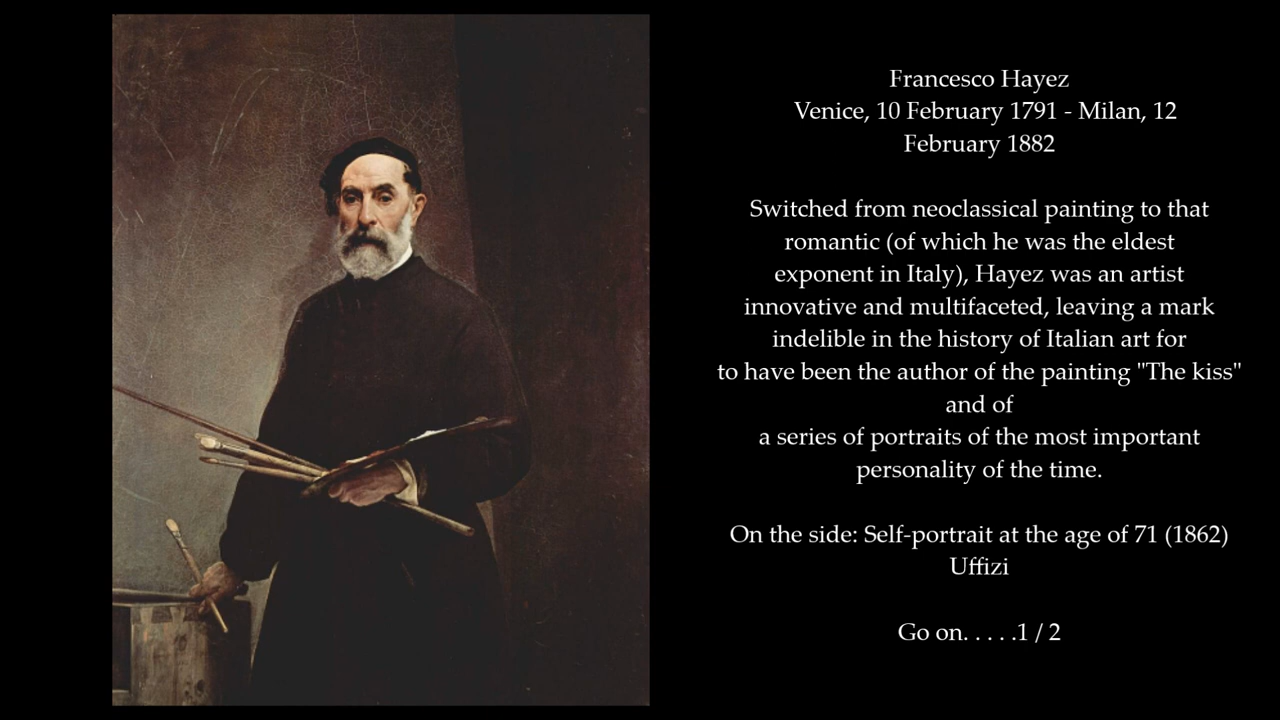 Francesco Hayez
Venice, 10 February 1791 - Milan, 12
February 1882
Switched from neoclassical painting to that
romantic (of which he was the eldest
exponent in Italy), Hayez was an artist
innovative and multifaceted, leaving a mark
indelible in the history of Italian art for
to have been the author of the painting "The kiss"
and of
a series of portraits of the most important
personality of the time.
On the side: Self-portrait at the age of 71 (1862)
Uffizi
Go on. . . . .1 / 2